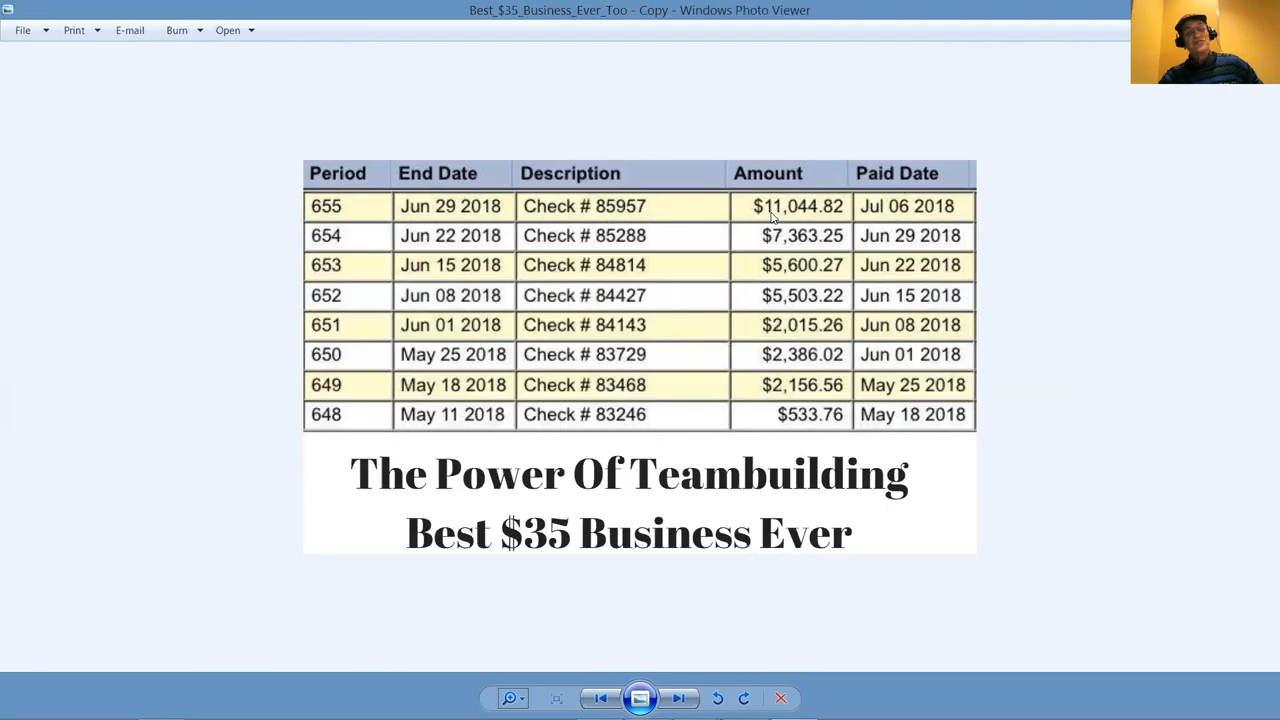 Best_$35_Business_Ever_Too - Copy - Windows Photo Viewer
File Print E-mail Burn Open
Period End Date Description Amount Paid Date
655 Jun 29 2018 Check # 85957 $11,044.82 Jul 06 2018
654 Jun 22 2018 Check # 85288 $7,363.25 Jun 29 2018
653 Jun 15 2018 Check # 84814 $5,600.27 Jun 22 2018
652 Jun 08 2018 Check # 84427 $5,503.22 Jun 15 2018
651 Jun 01 2018 Check # 84143 $2,015.26 Jun 08 2018
650 May 25 2018 Check # 83729 $2,386.02 Jun 01 2018
649 May 18 2018 Check # 83468 $2,156.56 May 25 2018
648 May 11 2018 Check # 83246 $533.76 May 18 2018
The Power Of Teambuilding
Best $35 Business Ever